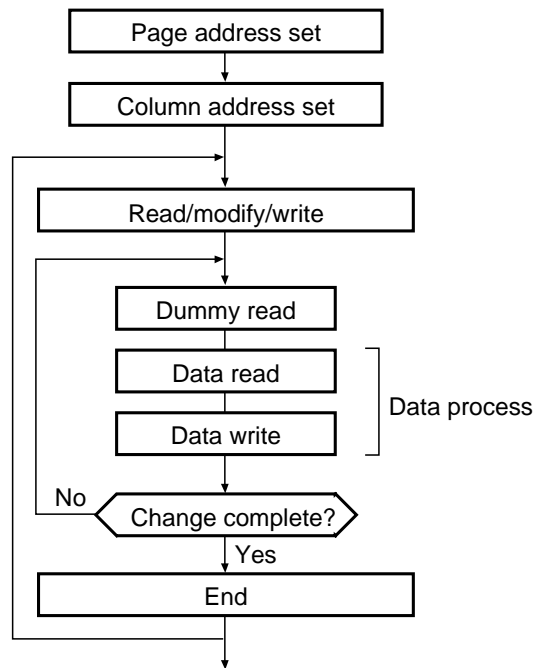 Page address set
Column address set
Read/modify/write
Dummy read
Data read
Data process
Data write
No
Change complete?
Yes
End